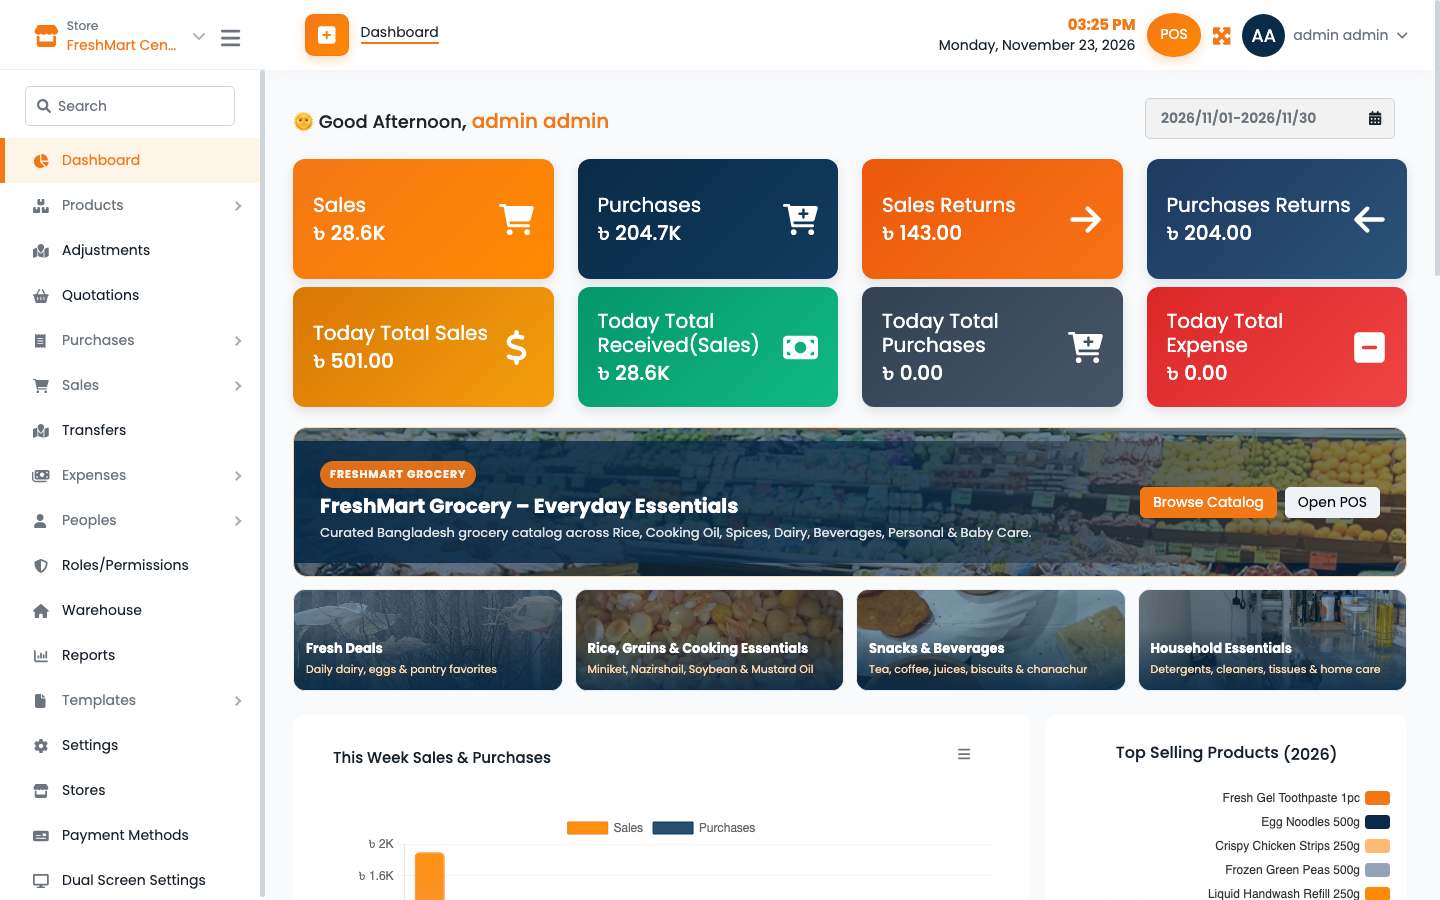 Store
FreshMart Cen...
Dashboard
03:25 PM
Monday, November 23, 2026
POS
AA
admin admin
Search
Dashboard
Products
Adjustments
Quotations
Purchases
Sales
Transfers
Expenses
Peoples
Roles/Permissions
Warehouse
Reports
Templates
Settings
Stores
Payment Methods
Dual Screen Settings
Good Afternoon, admin admin
2026/11/01-2026/11/30
Sales
৳ 28.6K
Purchases
৳ 204.7K
Sales Returns
৳ 143.00
Purchases Returns
৳ 204.00
Today Total Sales
৳ 501.00
Today Total
Received(Sales)
৳ 28.6K
Today Total
Purchases
৳ 0.00
Today Total
Expense
৳ 0.00
FRESHMART GROCERY
FreshMart Grocery – Everyday Essentials
Curated Bangladesh grocery catalog across Rice, Cooking Oil, Spices, Dairy, Beverages, Personal & Baby Care.
Browse Catalog
Open POS
Fresh Deals
Daily dairy, eggs & pantry favorites
Rice, Grains & Cooking Essentials
Miniket, Nazirshail, Soybean & Mustard Oil
Snacks & Beverages
Tea, coffee, juices, biscuits & chanachur
Household Essentials
Detergents, cleaners, tissues & home care
This Week Sales & Purchases
Sales
Purchases
৳ 2K
৳ 1.6K
Top Selling Products (2026)
Fresh Gel Toothpaste 1pc
Egg Noodles 500g
Crispy Chicken Strips 250g
Frozen Green Peas 500g
Liquid Handwash Refill 250g